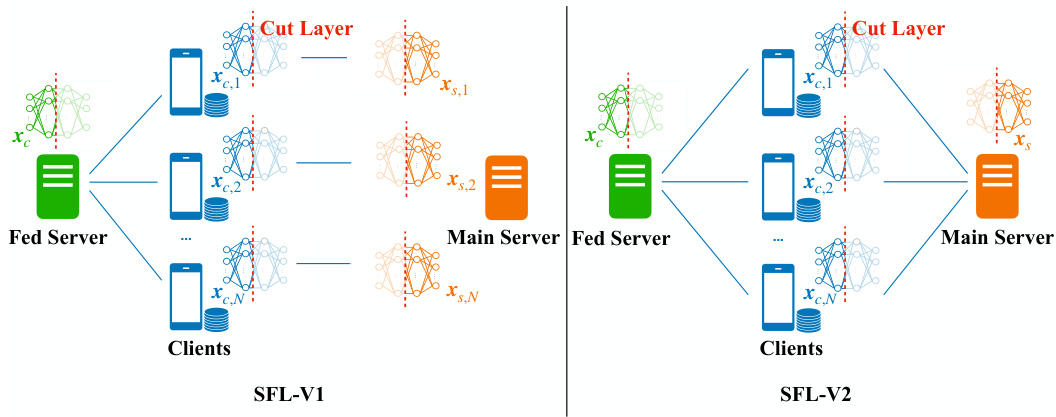 Cut Layer
x_{c,1}
x_{s,1}
x_c
x_{c,2}
x_{s,2}
Fed Server
Main Server
...
x_{c,N}
x_{s,N}
Clients
SFL-V1
Cut Layer
x_{c,1}
x_c
x_s
x_{c,2}
Fed Server
Main Server
...
x_{c,N}
Clients
SFL-V2